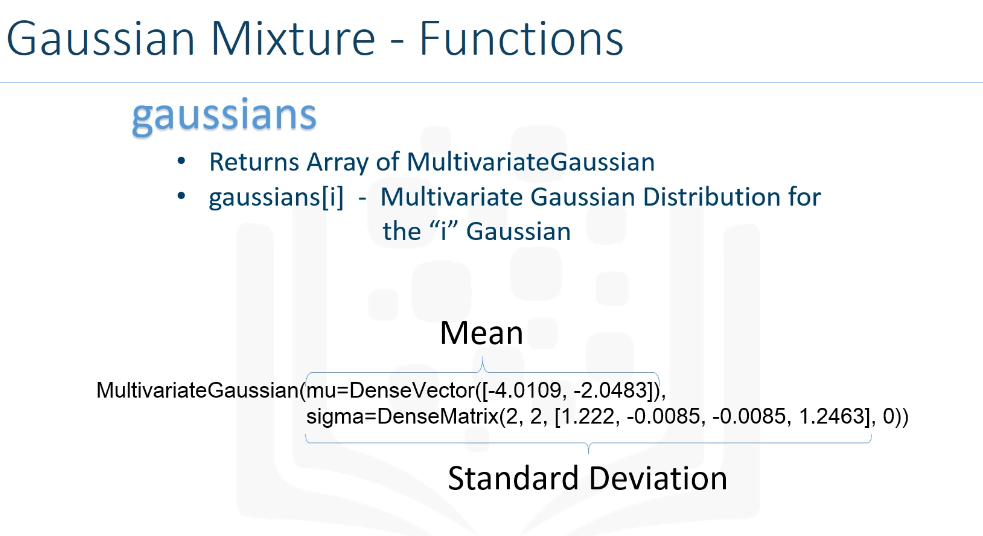 Gaussian Mixture - Functions
gaussians
• Returns Array of MultivariateGaussian
• gaussians[i] - Multivariate Gaussian Distribution for
the “i” Gaussian
Mean
MultivariateGaussian(mu=DenseVector([-4.0109, -2.0483]),
sigma=DenseMatrix(2, 2, [1.222, -0.0085, -0.0085, 1.2463], 0))
Standard Deviation